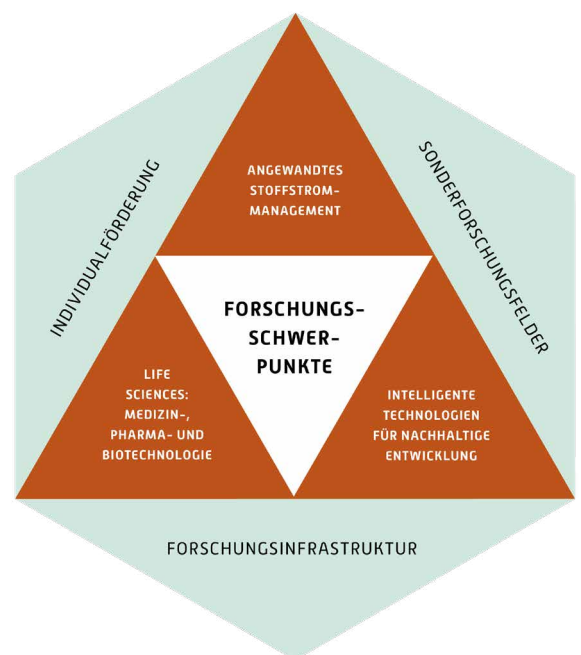 INDIVIDUALFÖRDERUNG
SONDERFORSCHUNGSFELDER
ANGEWANDTES
STOFFSTROM-
MANAGEMENT
FORSCHUNGS-
SCHWER-
PUNKTE
LIFE
SCIENCES:
MEDIZIN-,
PHARMA- UND
BIOTECHNOLOGIE
INTELLIGENTE
TECHNOLOGIEN
FÜR NACHHALTIGE
ENTWICKLUNG
FORSCHUNGSINFRASTRUKTUR